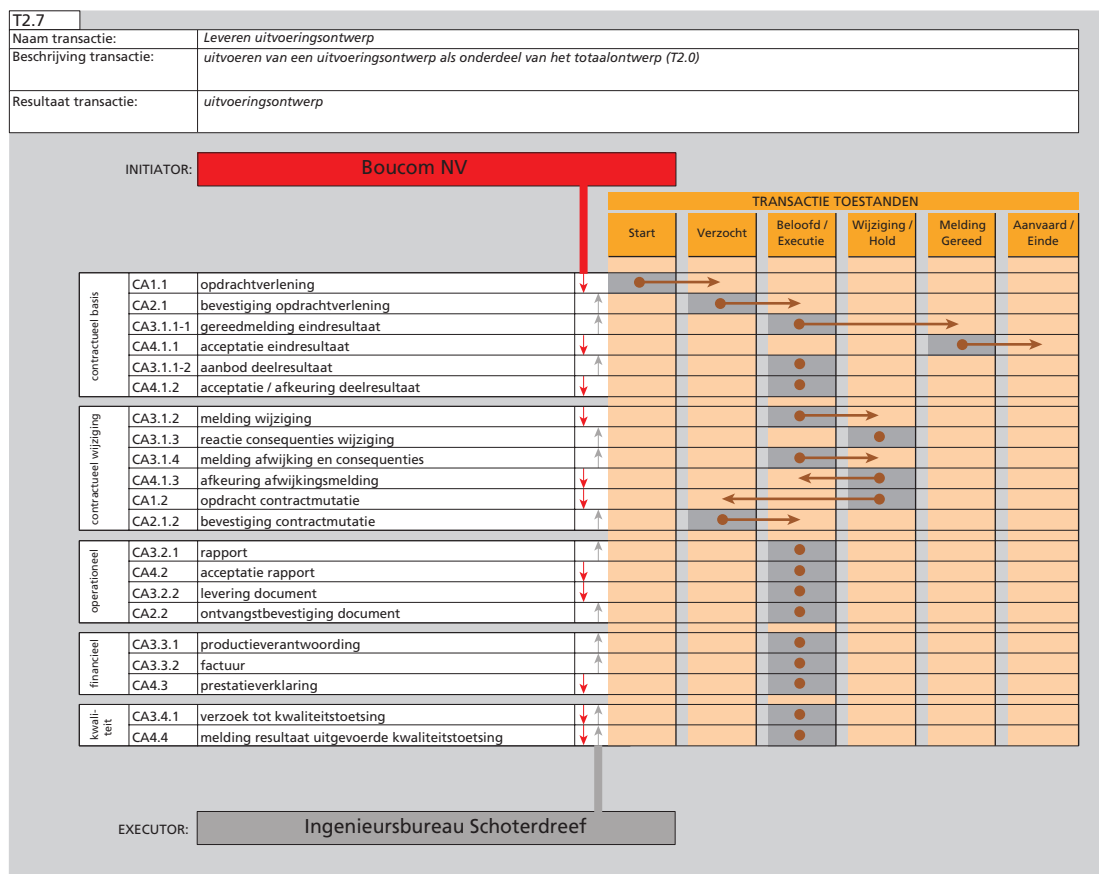 T2.7
Naam transactie: Leveren uitvoeringsontwerp
Beschrijving transactie: uitvoeren van een uitvoeringsontwerp als onderdeel van het totaalontwerp (T2.0)
Resultaat transactie: uitvoeringsontwerp
INITIATOR: Boucom NV
TRANSACTIE TOESTANDEN
Start Verzocht Beloofd / Executie Wijziging / Hold Melding Gereed Aanvaard / Einde
contractueel basis
CA1.1 opdrachtverlening
CA2.1 bevestiging opdrachtverlening
CA3.1.1-1 gereedmelding eindresultaat
CA4.1.1 acceptatie eindresultaat
CA3.1.1-2 aanbod deelresultaat
CA4.1.2 acceptatie / afkeuring deelresultaat
contractueel wijziging
CA3.1.2 melding wijziging
CA3.1.3 reactie consequenties wijziging
CA3.1.4 melding afwijking en consequenties
CA4.1.3 afkeuring afwijkingsmelding
CA1.2 opdracht contractmutatie
CA2.1.2 bevestiging contractmutatie
operationeel
CA3.2.1 rapport
CA4.2 acceptatie rapport
CA3.2.2 levering document
CA2.2 ontvangstbevestiging document
financieel
CA3.3.1 productieverantwoording
CA3.3.2 factuur
CA4.3 prestatieverklaring
kwali-
teit
CA3.4.1 verzoek tot kwaliteitstoetsing
CA4.4 melding resultaat uitgevoerde kwaliteitstoetsing
EXECUTOR: Ingenieursbureau Schoterdreef